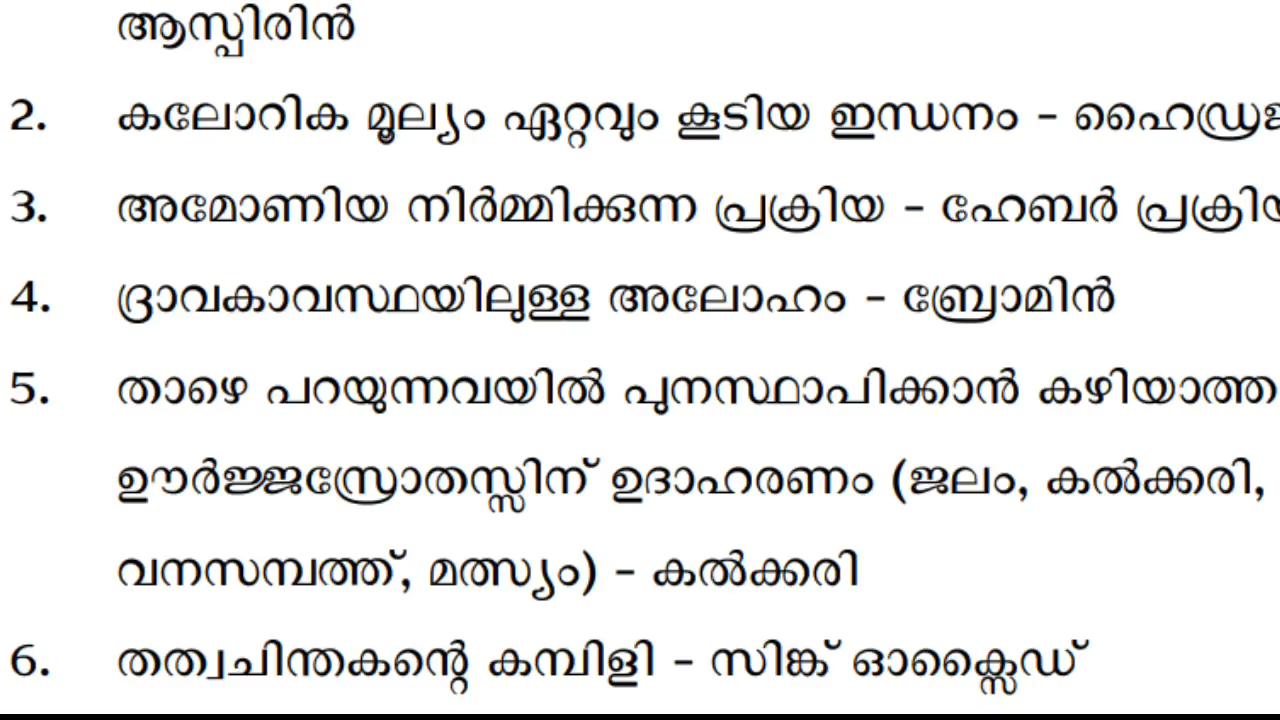 ആസ്പിരിൻ
2. കലോറിക മൂല്യം ഏറ്റവും കൂടിയ ഇന്ധനം -
3. അമോണിയ നിർമ്മിക്കുന്ന പ്രക്രിയ - ഹേബർ
4. ദ്രാവകാവസ്ഥയിലുള്ള അലോഹം - ബ്രോമിൻ
5. താഴെ പറയുന്നവയിൽ പുനസ്ഥാപിക്കാൻ കഴിയാത്ത
ഊർജ്ജസ്രോതസ്സിന് ഉദാഹരണം (ജലം, കൽക്കരി,
വനസമ്പത്ത്, മത്സ്യം) - കൽക്കരി
6. തത്വചിന്തകന്റെ കമ്പിളി - സിങ്ക് ഓക്സൈഡ്